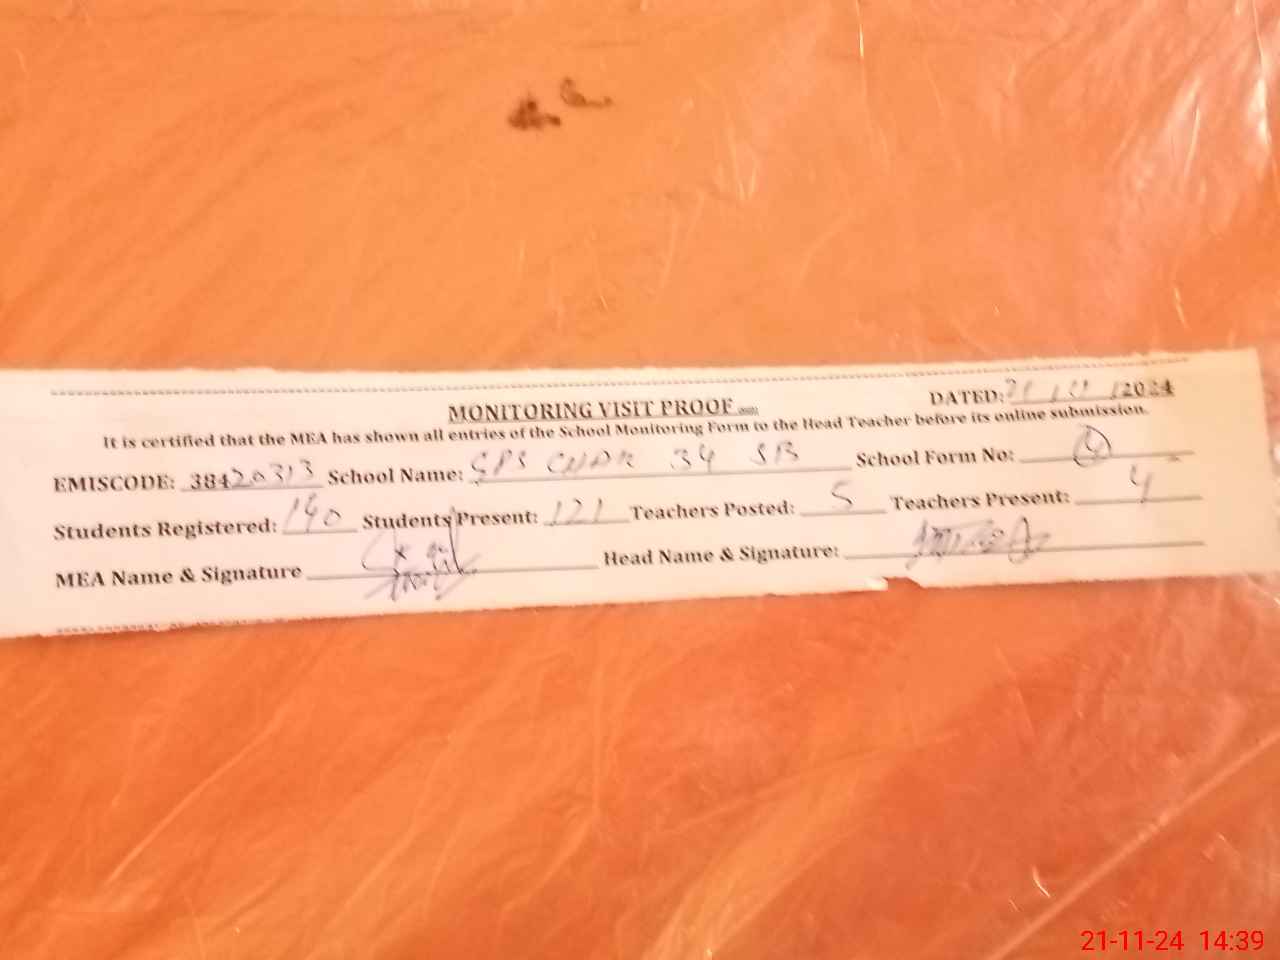 DATED: 21 / 11 / 2024
MONITORING VISIT PROOF
It is certified that the MEA has shown all entries of the School Monitoring Form to the Head Teacher before its online submission.
EMISCODE: 38420313 School Name: GPS CHAK 34 SB School Form No:
Students Registered: 140 Students Present: 121 Teachers Posted: 5 Teachers Present: 4
MEA Name & Signature Head Name & Signature:
21-11-24 14:39